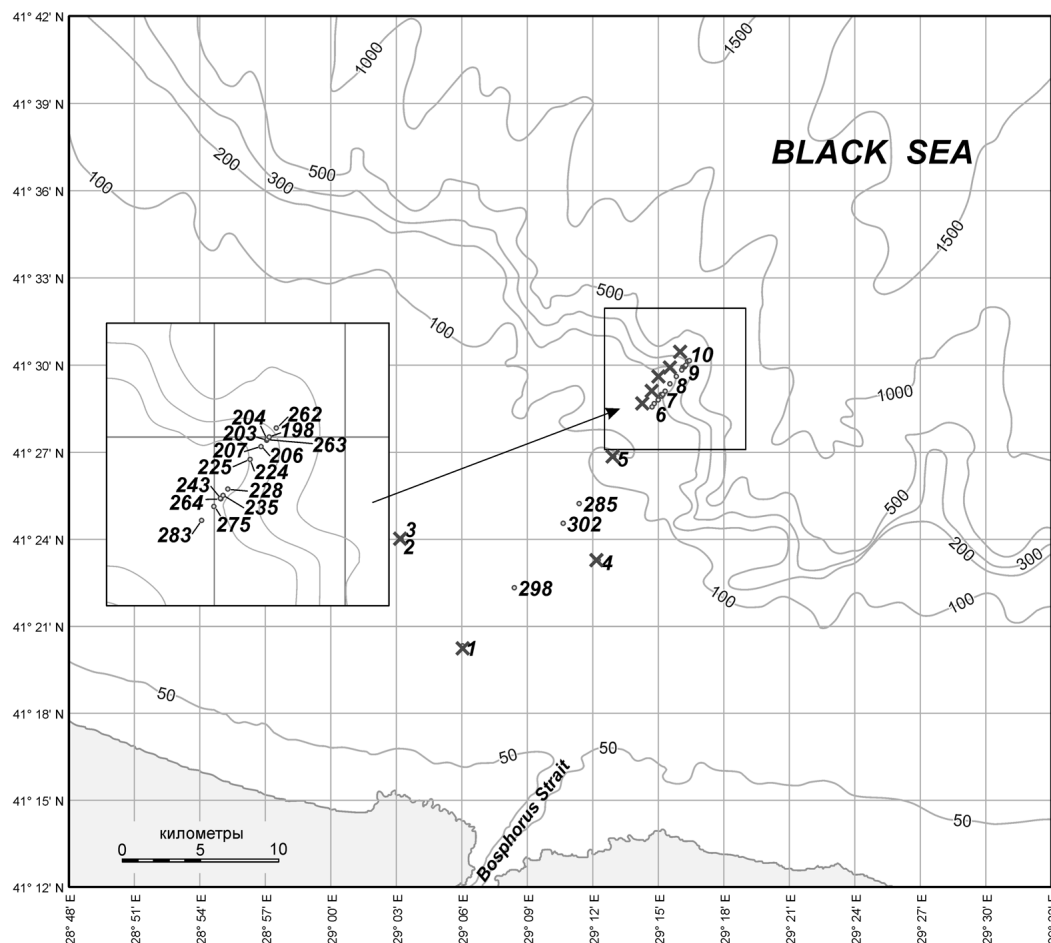 41° 42' N
1000
1500
41° 39' N
BLACK SEA
200
500
300
100
41° 36' N
1500
41° 33' N
500
100
41° 30' N
10
9
8
7
6
1000
204
262
203
198
263
207
206
225
224
243
228
264
235
283
275
41° 27' N
5
285
302
500
3
2
41° 24' N
4
200
300
298
100
100
41° 21' N
1
41° 18' N
50
50
50
Bosphorus Strait
41° 15' N
50
километры
0 5 10
41° 12' N
28° 48' E
28° 51' E
28° 54' E
28° 57' E
29° 00' E
29° 03' E
29° 06' E
29° 09' E
29° 12' E
29° 15' E
29° 18' E
29° 21' E
29° 24' E
29° 27' E
29° 30' E